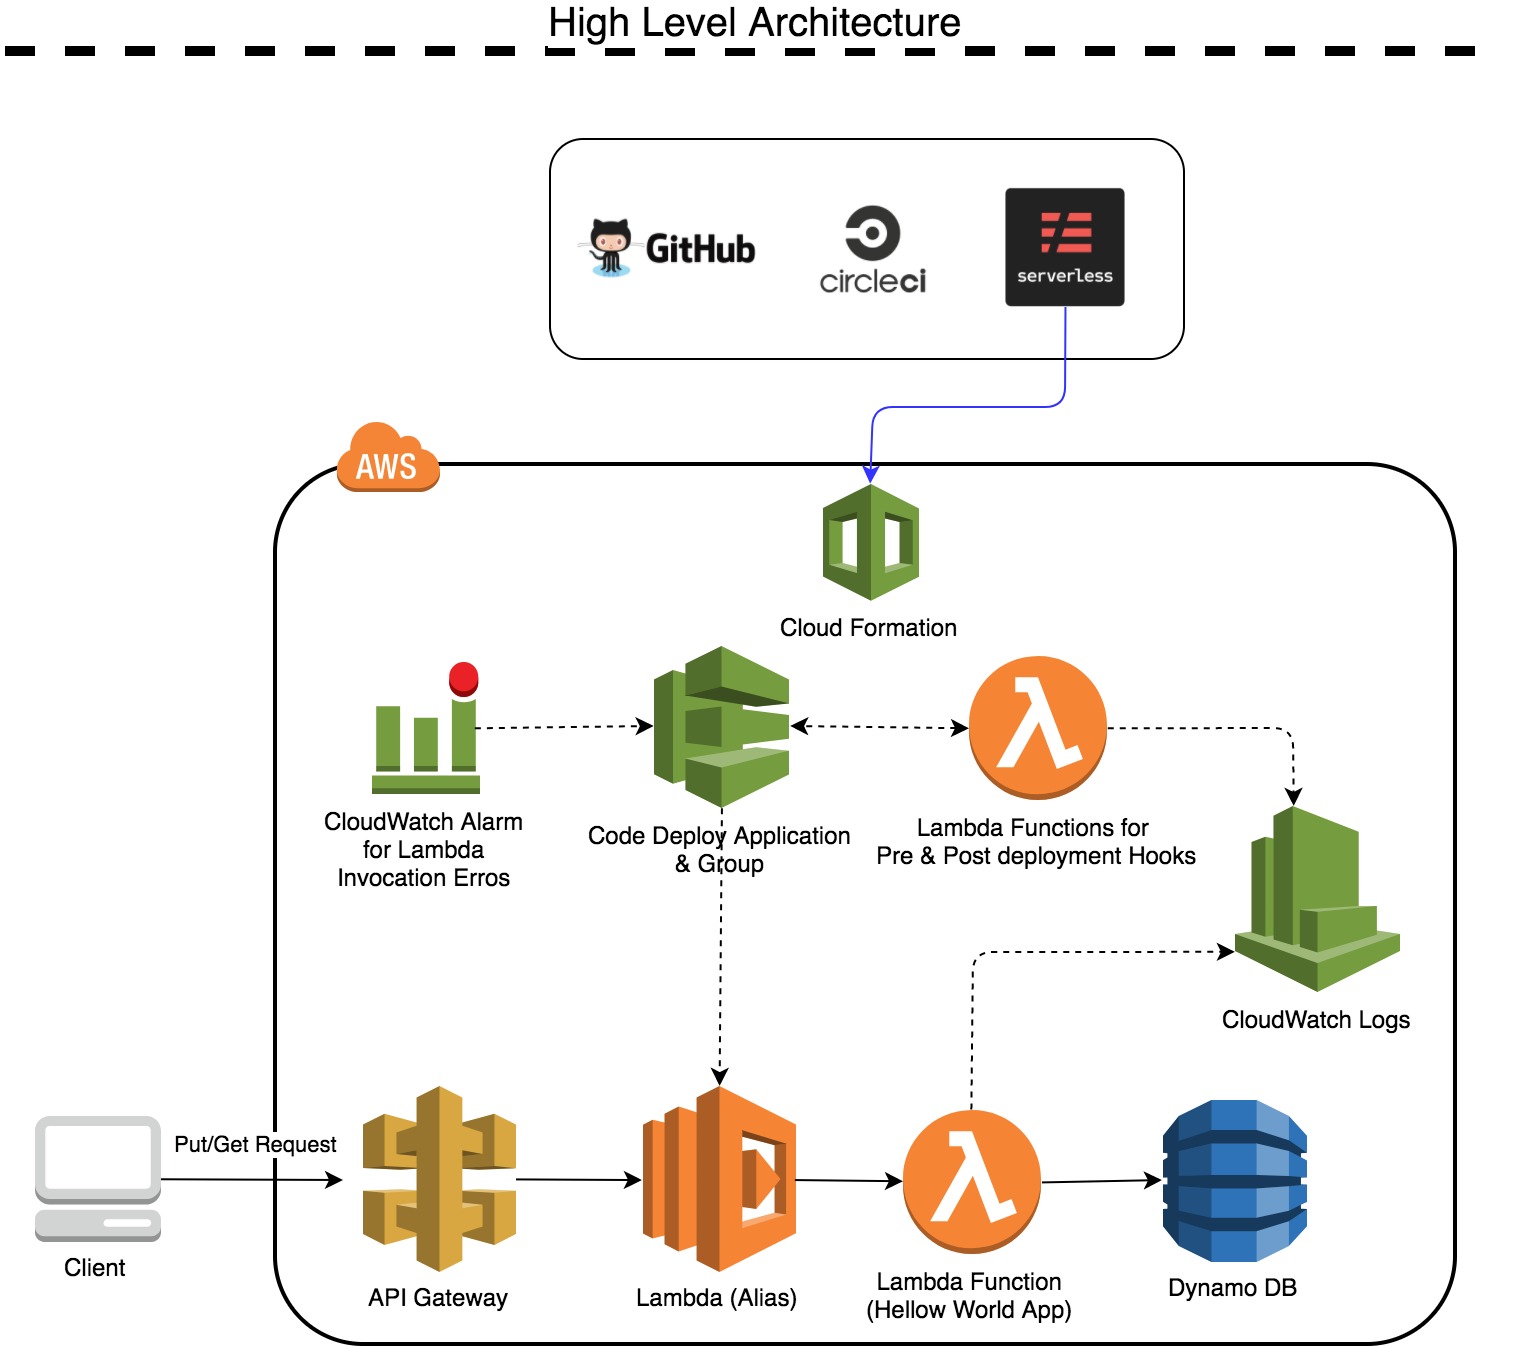 High Level Architecture
GitHub
circleci
serverless
AWS
Cloud Formation
CloudWatch Alarm
for Lambda
Invocation Erros
Code Deploy Application
& Group
Lambda Functions for
Pre & Post deployment Hooks
CloudWatch Logs
Put/Get Request
Client
API Gateway
Lambda (Alias)
Lambda Function
(Hellow World App)
Dynamo DB